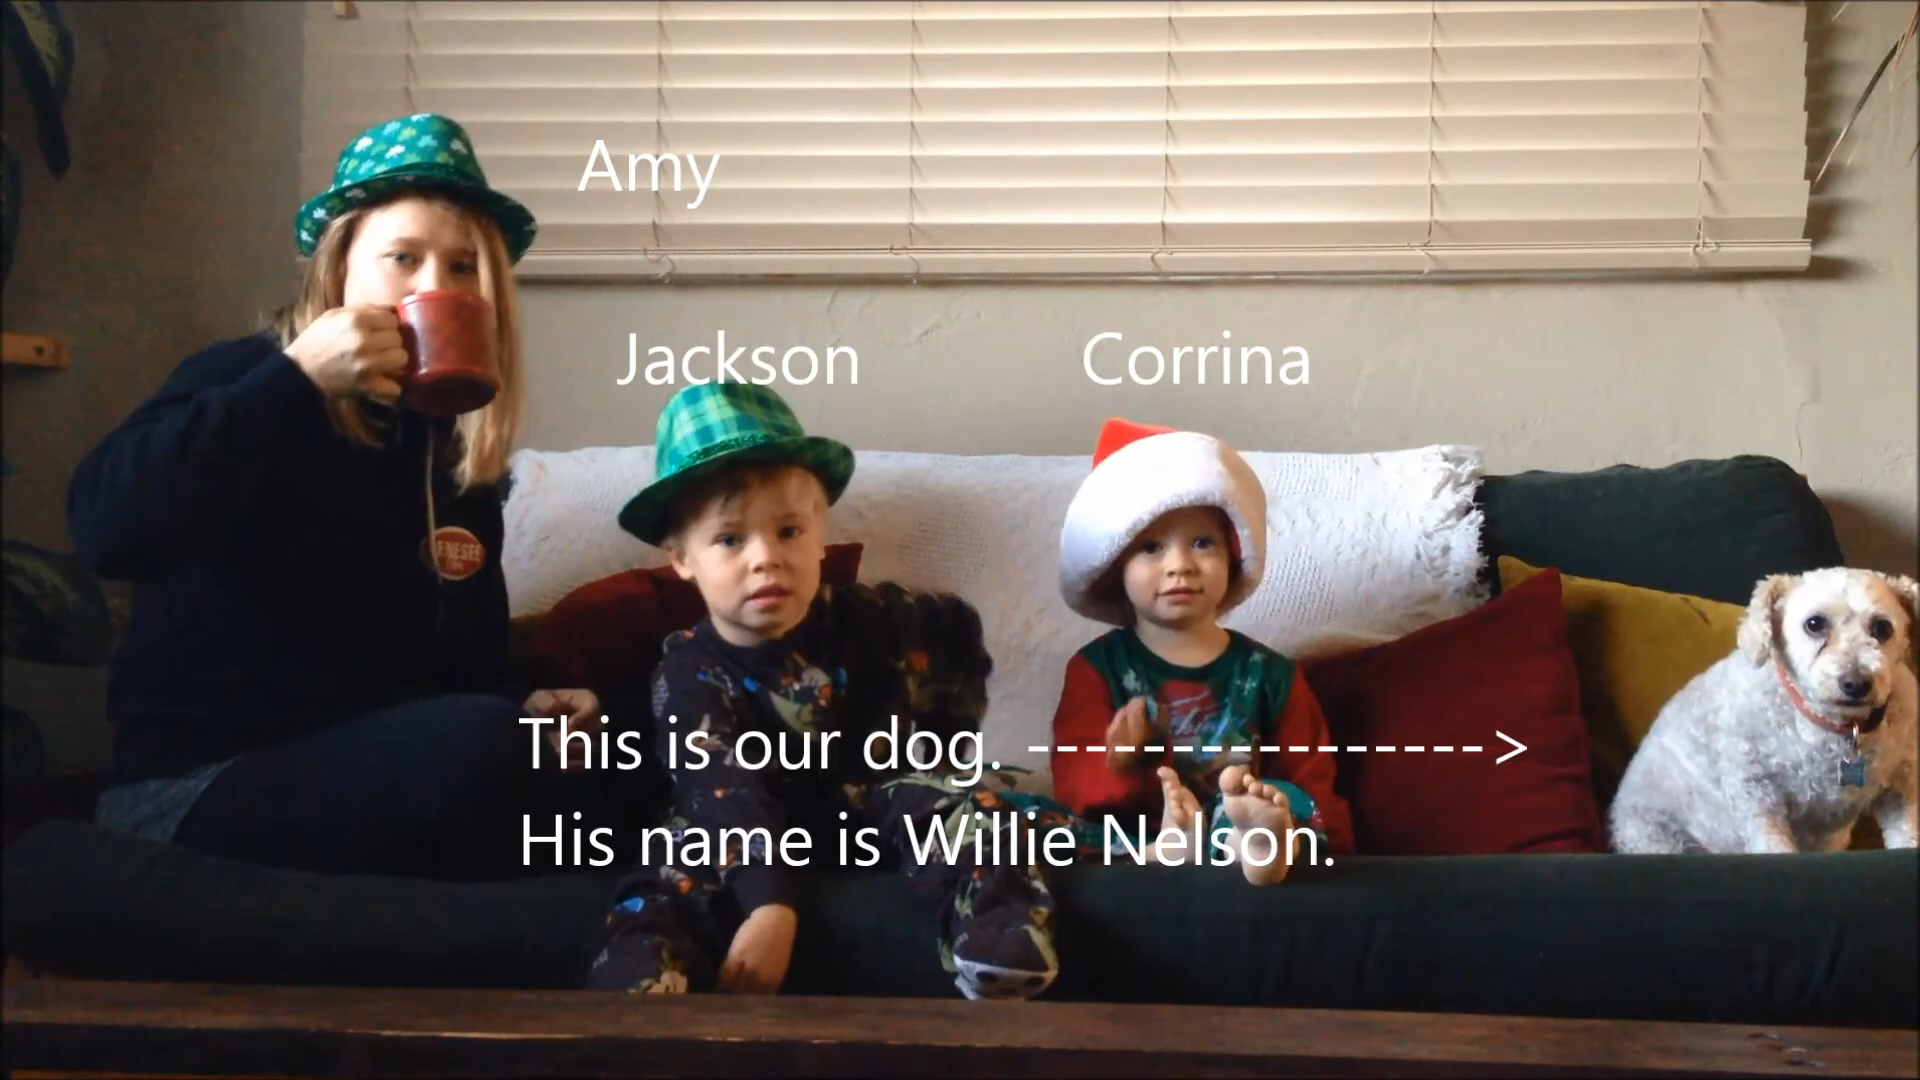 Amy
Jackson
Corrina
This is our dog. ---------------->
His name is Willie Nelson.